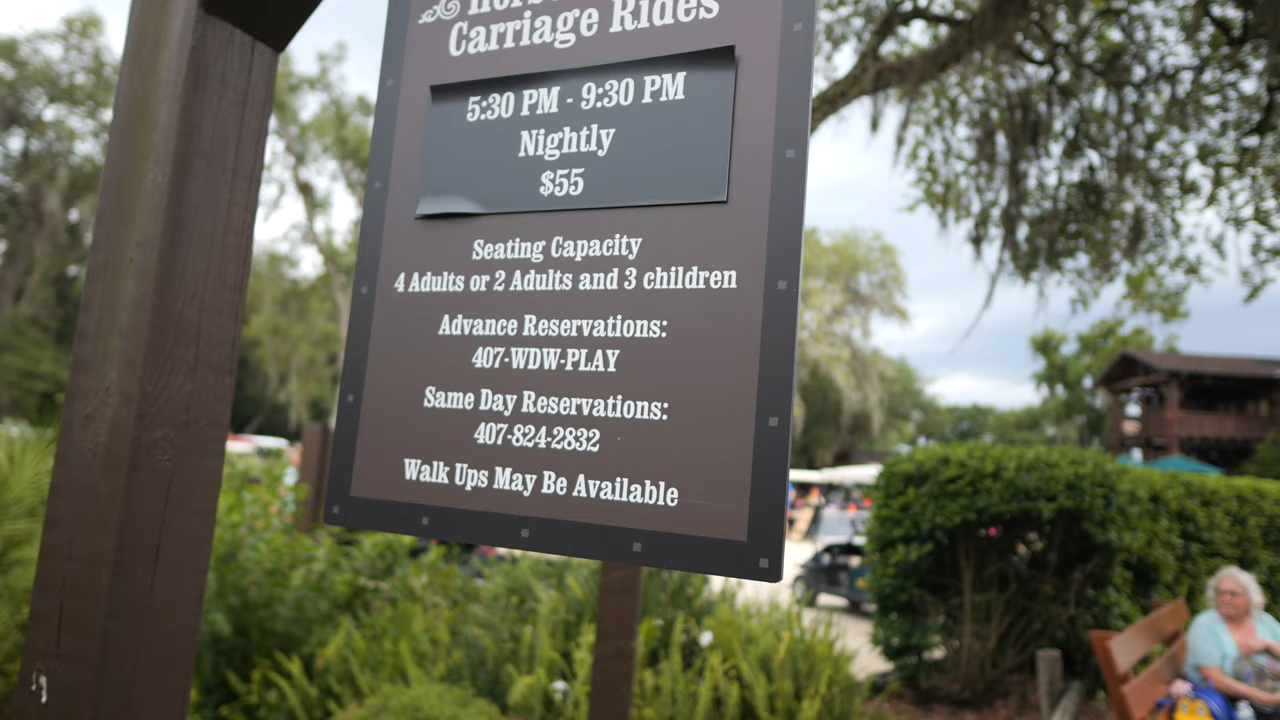 Carriage Rides
5:30 PM - 9:30 PM
Nightly
$55
Seating Capacity
4 Adults or 2 Adults and 3 children
Advance Reservations:
407-WDW-PLAY
Same Day Reservations:
407-824-2832
Walk Ups May Be Available